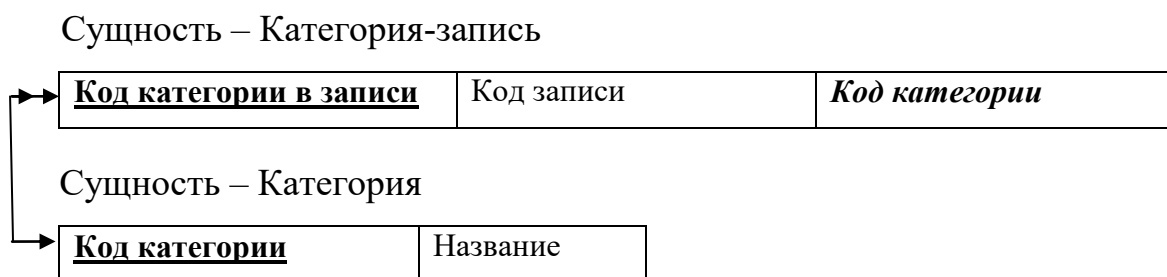 Сущность – Категория-запись
Код категории в записи Код записи Код категории
Сущность – Категория
Код категории Название